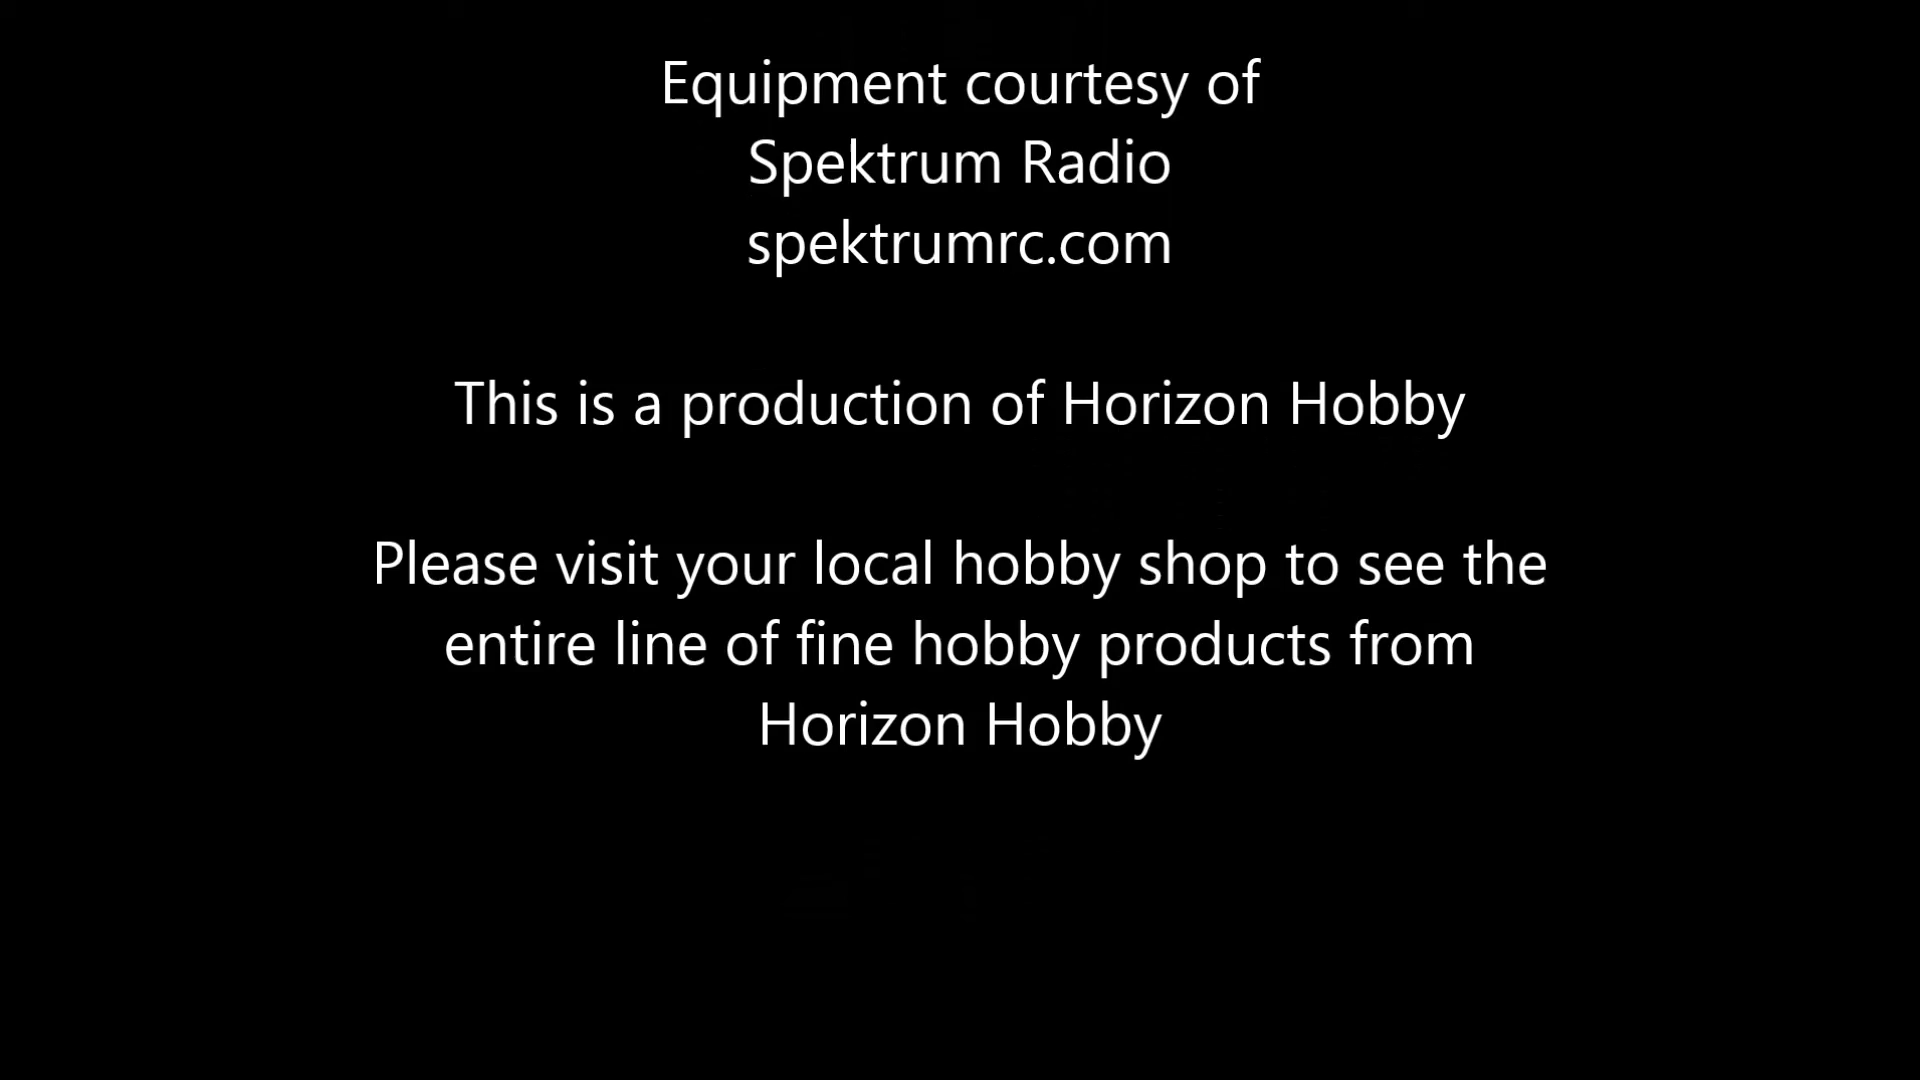 Equipment courtesy of
Spektrum Radio
spektrumrc.com
This is a production of Horizon Hobby
Please visit your local hobby shop to see the
entire line of fine hobby products from
Horizon Hobby